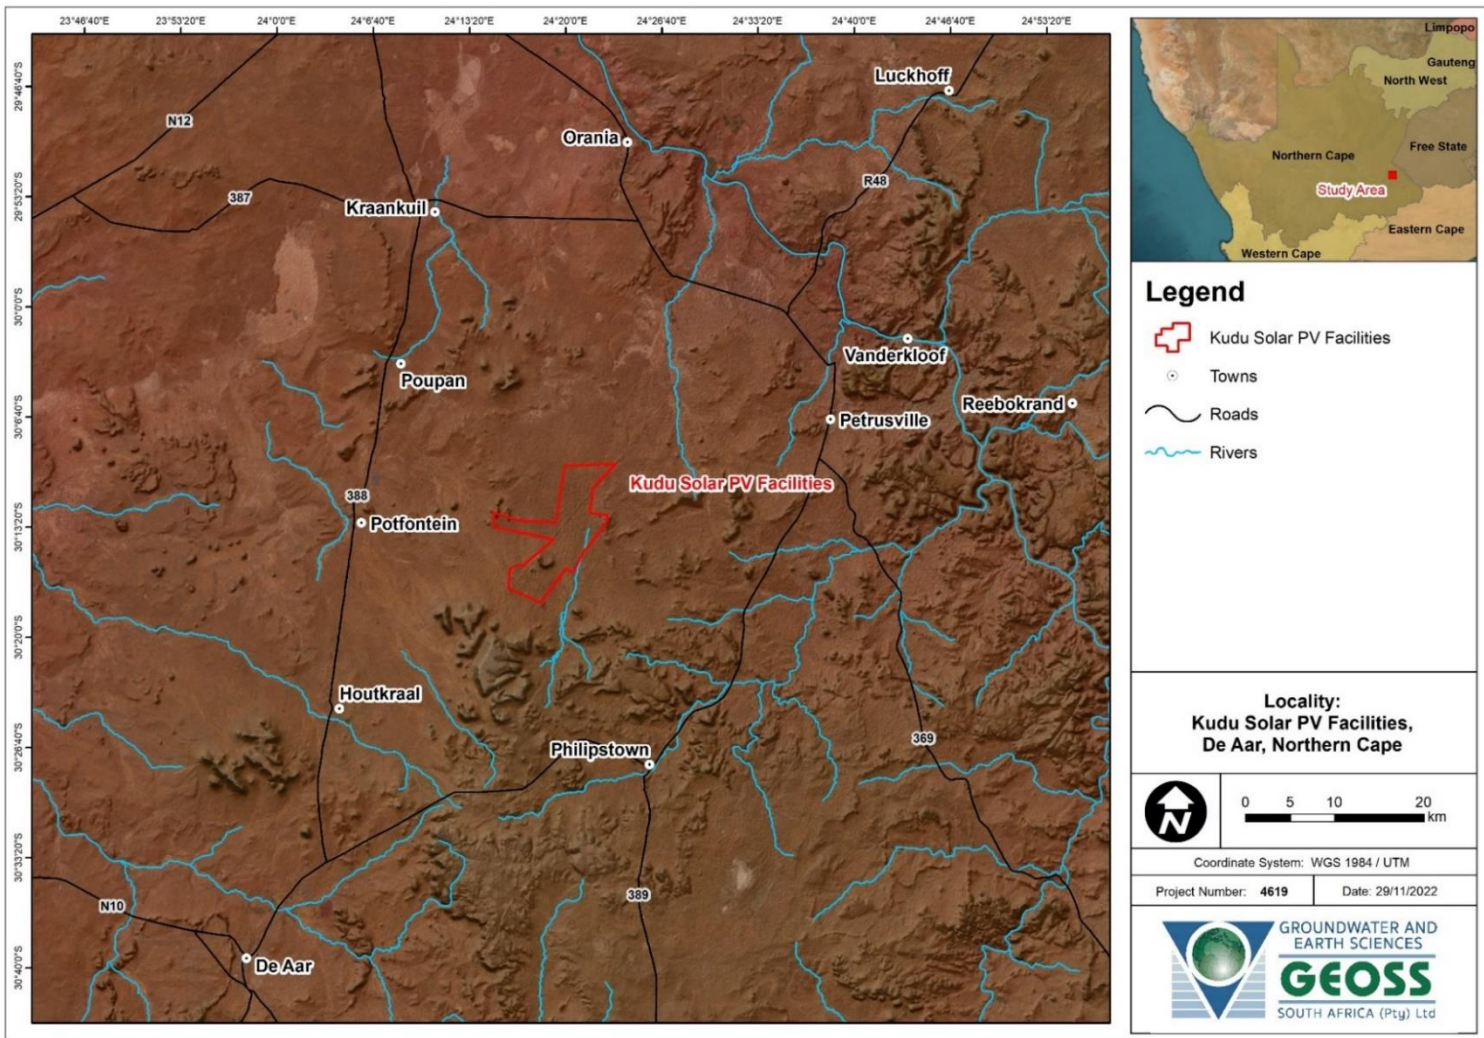 23°46'40"E 23°53'20"E 24°0'0"E 24°6'40"E 24°13'20"E 24°20'0"E 24°26'40"E 24°33'20"E 24°40'0"E 24°46'40"E 24°53'20"E
29°46'40"S
29°53'20"S
30°0'0"S
30°6'40"S
30°13'20"S
30°20'0"S
30°26'40"S
30°33'20"S
30°40'0"S
Luckhoff
N12
Orania
R48
387
Kraankuil
Vanderkloof
Poupan
Reebokrand
Petrusville
Kudu Solar PV Facilities
388
Potfontein
Houtkraal
Philipstown
369
389
N10
De Aar
Limpopo
Gauteng
North West
Free State
Northern Cape
Study Area
Eastern Cape
Western Cape
Legend
Kudu Solar PV Facilities
Towns
Roads
Rivers
Locality:
Kudu Solar PV Facilities,
De Aar, Northern Cape
N
0 5 10 20
km
Coordinate System: WGS 1984 / UTM
Project Number: 4619 Date: 29/11/2022
GROUNDWATER AND
EARTH SCIENCES
GEOSS
SOUTH AFRICA (Pty) Ltd